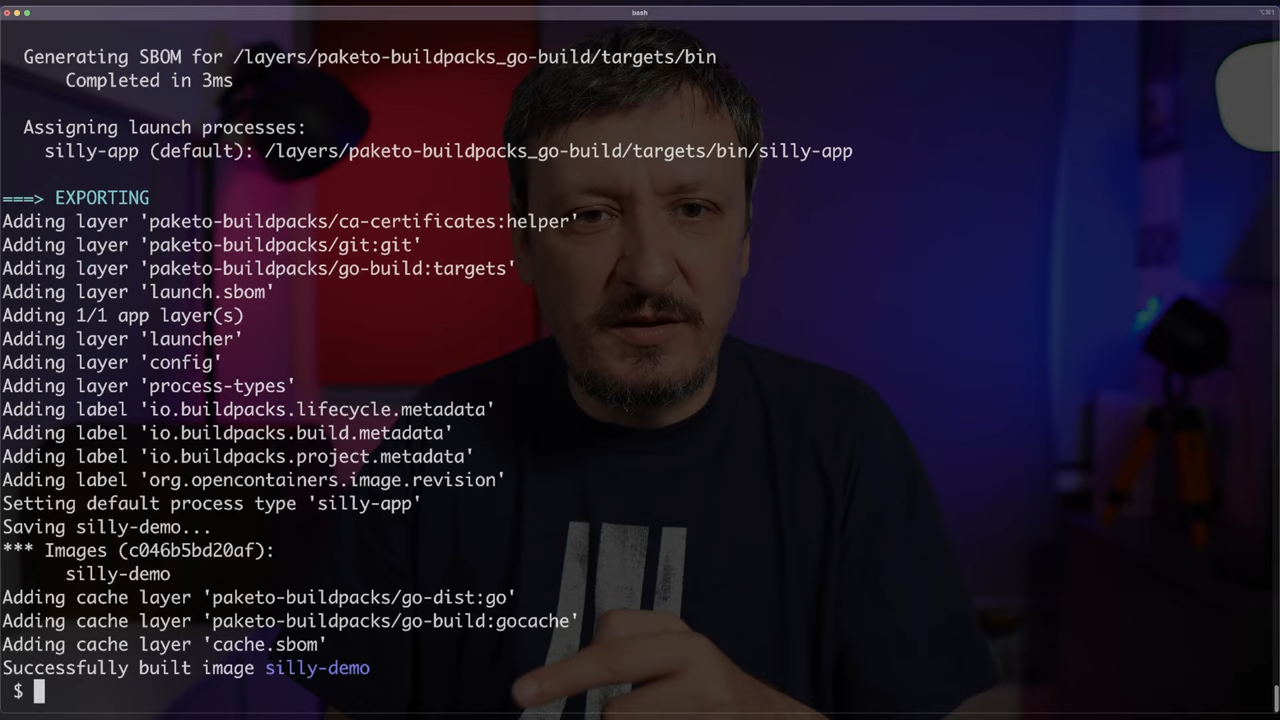 bash
⌥⌘1
Generating SBOM for /layers/paketo-buildpacks_go-build/targets/bin
Completed in 3ms
Assigning launch processes:
silly-app (default): /layers/paketo-buildpacks_go-build/targets/bin/silly-app
===> EXPORTING
Adding layer 'paketo-buildpacks/ca-certificates:helper'
Adding layer 'paketo-buildpacks/git:git'
Adding layer 'paketo-buildpacks/go-build:targets'
Adding layer 'launch.sbom'
Adding 1/1 app layer(s)
Adding layer 'launcher'
Adding layer 'config'
Adding layer 'process-types'
Adding label 'io.buildpacks.lifecycle.metadata'
Adding label 'io.buildpacks.build.metadata'
Adding label 'io.buildpacks.project.metadata'
Adding label 'org.opencontainers.image.revision'
Setting default process type 'silly-app'
Saving silly-demo...
*** Images (c046b5bd20af):
silly-demo
Adding cache layer 'paketo-buildpacks/go-dist:go'
Adding cache layer 'paketo-buildpacks/go-build:gocache'
Adding cache layer 'cache.sbom'
Successfully built image silly-demo
$